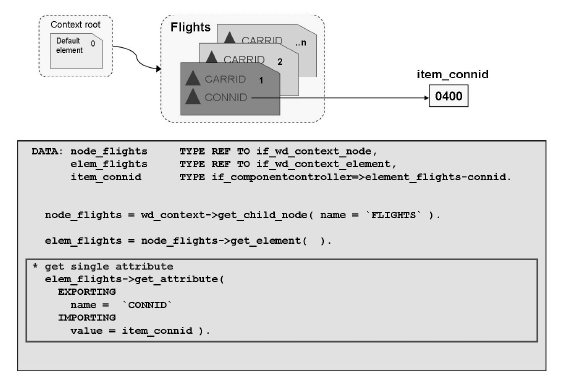 Context root
Default
element
0
Flights
CARRID ..n
CARRID 2
CARRID 1
CONNID
item_connid
0400
DATA: node_flights TYPE REF TO if_wd_context_node,
elem_flights TYPE REF TO if_wd_context_element,
item_connid TYPE if_componentcontroller=>element_flights-connid.
node_flights = wd_context->get_child_node( name = `FLIGHTS` ).
elem_flights = node_flights->get_element( ).
* get single attribute
elem_flights->get_attribute(
EXPORTING
name = `CONNID`
IMPORTING
value = item_connid ).